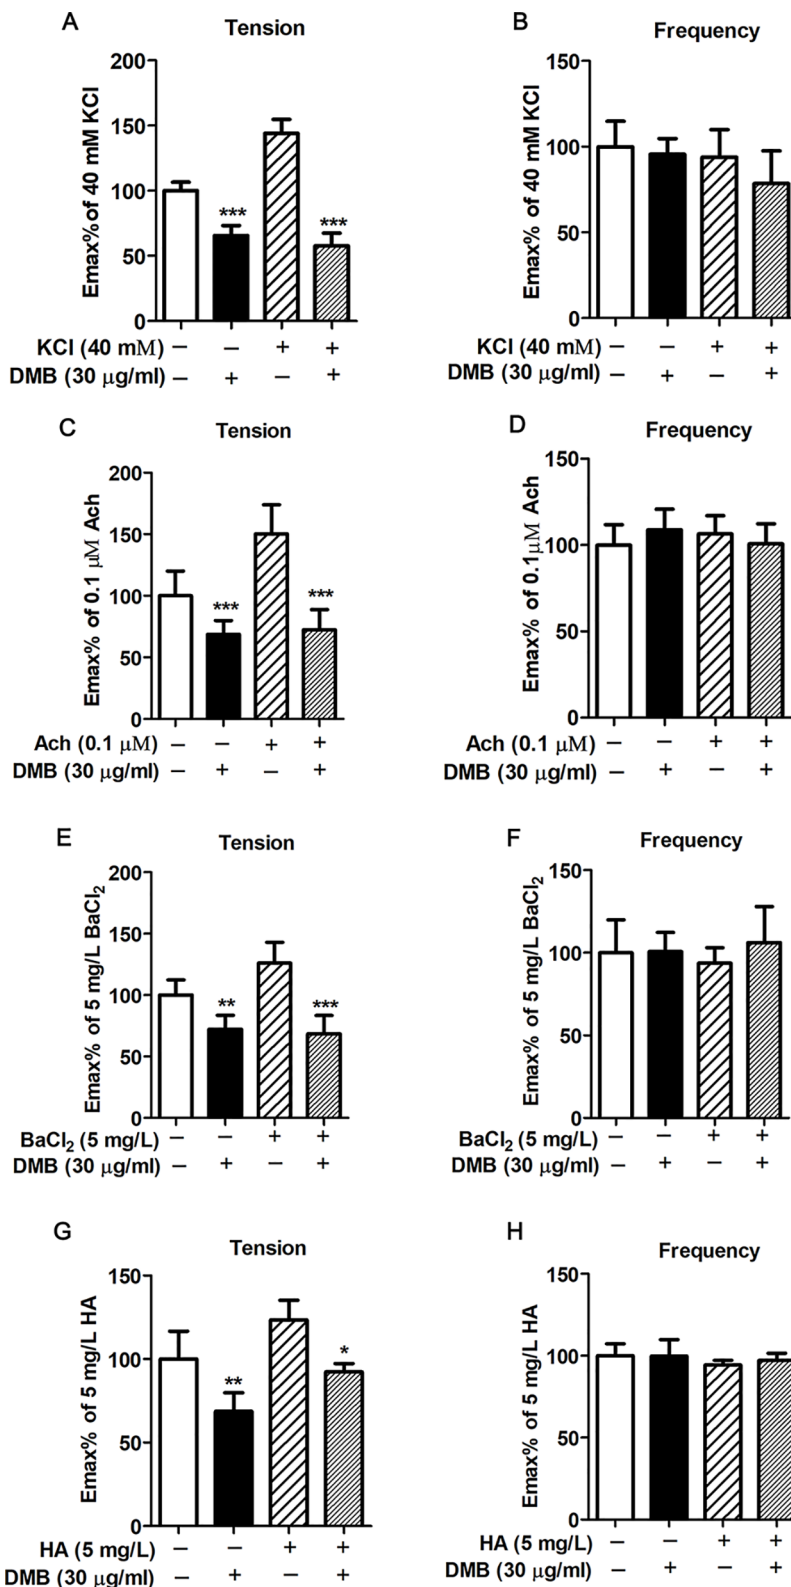 A
Tension
Emax%of 40 mM KCl
200
150
100
50
0
***
***
KCl (40 mM) – – + +
DMB (30 μg/ml) – + – +
B
Frequency
Emax% of 40 mM KCl
150
100
50
0
KCl (40 mM) – – + +
DMB (30 μg/ml) – + – +
C
Tension
Emax% of 0.1 μM Ach
200
150
100
50
0
***
***
Ach (0.1 μM) – – + +
DMB (30 μg/ml) – + – +
D
Frequency
Emax% of 0.1μM Ach
150
100
50
0
Ach (0.1 μM) – – + +
DMB (30 μg/ml) – + – +
E
Tension
Emax% of 5 mg/L BaCl₂
200
150
100
50
0
**
***
BaCl₂ (5 mg/L) – – + +
DMB (30 μg/ml) – + – +
F
Frequency
Emax% of 5 mg/L BaCl₂
150
100
50
0
BaCl₂ (5 mg/L) – – + +
DMB (30 μg/ml) – + – +
G
Tension
Emax% of 5 mg/L HA
150
100
50
0
**
*
HA (5 mg/L) – – + +
DMB (30 μg/ml) – + – +
H
Frequency
Emax% of 5 mg/L HA
150
100
50
0
HA (5 mg/L) – – + +
DMB (30 μg/ml) – + – +